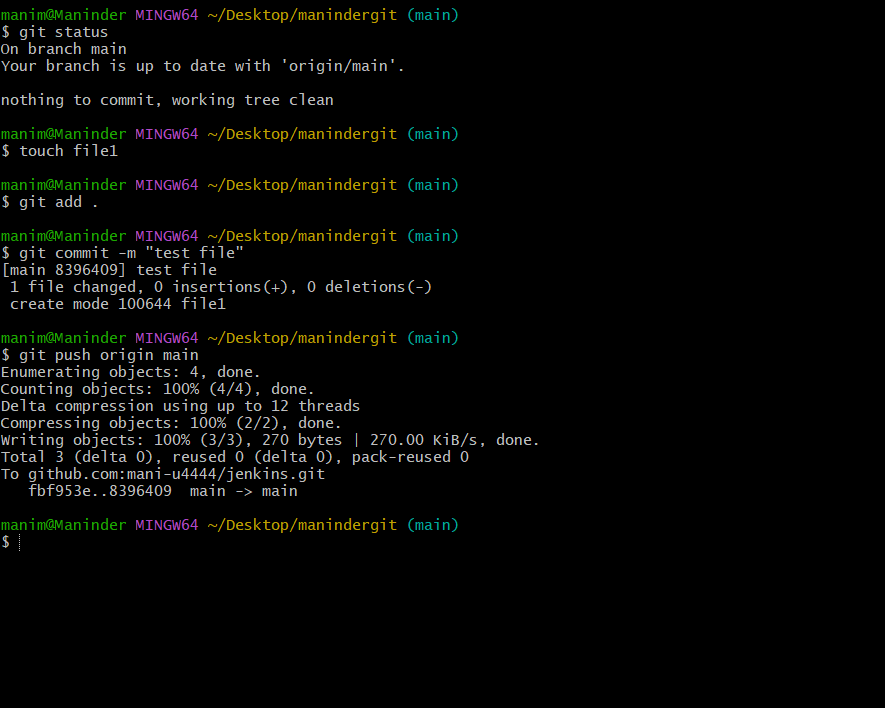 manim@Maninder MINGW64 ~/Desktop/manindergit (main)
$ git status
On branch main
Your branch is up to date with 'origin/main'.
nothing to commit, working tree clean
manim@Maninder MINGW64 ~/Desktop/manindergit (main)
$ touch file1
manim@Maninder MINGW64 ~/Desktop/manindergit (main)
$ git add .
manim@Maninder MINGW64 ~/Desktop/manindergit (main)
$ git commit -m "test file"
[main 8396409] test file
 1 file changed, 0 insertions(+), 0 deletions(-)
 create mode 100644 file1
manim@Maninder MINGW64 ~/Desktop/manindergit (main)
$ git push origin main
Enumerating objects: 4, done.
Counting objects: 100% (4/4), done.
Delta compression using up to 12 threads
Compressing objects: 100% (2/2), done.
Writing objects: 100% (3/3), 270 bytes | 270.00 KiB/s, done.
Total 3 (delta 0), reused 0 (delta 0), pack-reused 0
To github.com:mani-u4444/jenkins.git
   fbf953e..8396409  main -> main
manim@Maninder MINGW64 ~/Desktop/manindergit (main)
$